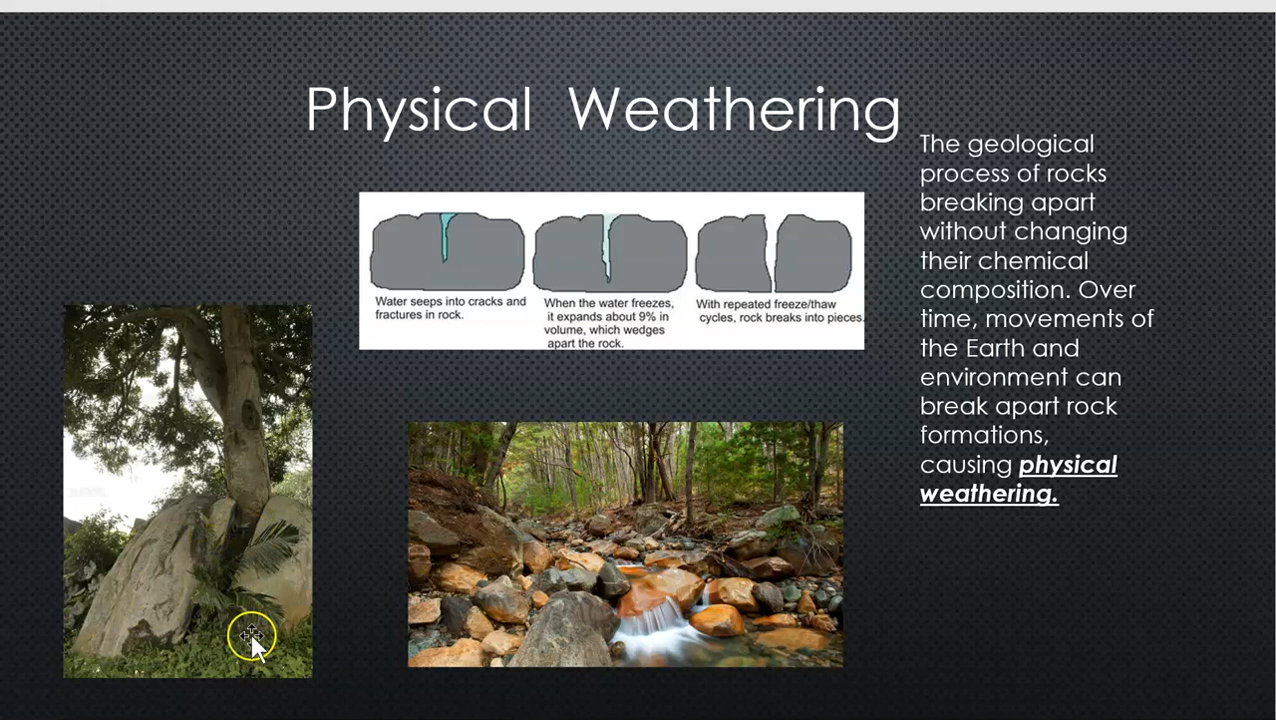 Physical Weathering
The geological
process of rocks
breaking apart
without changing
their chemical
composition. Over
time, movements of
the Earth and
environment can
break apart rock
formations,
causing physical
weathering.
Water seeps into cracks and
fractures in rock.
When the water freezes,
it expands about 9% in
volume, which wedges
apart the rock.
With repeated freeze/thaw
cycles, rock breaks into pieces.